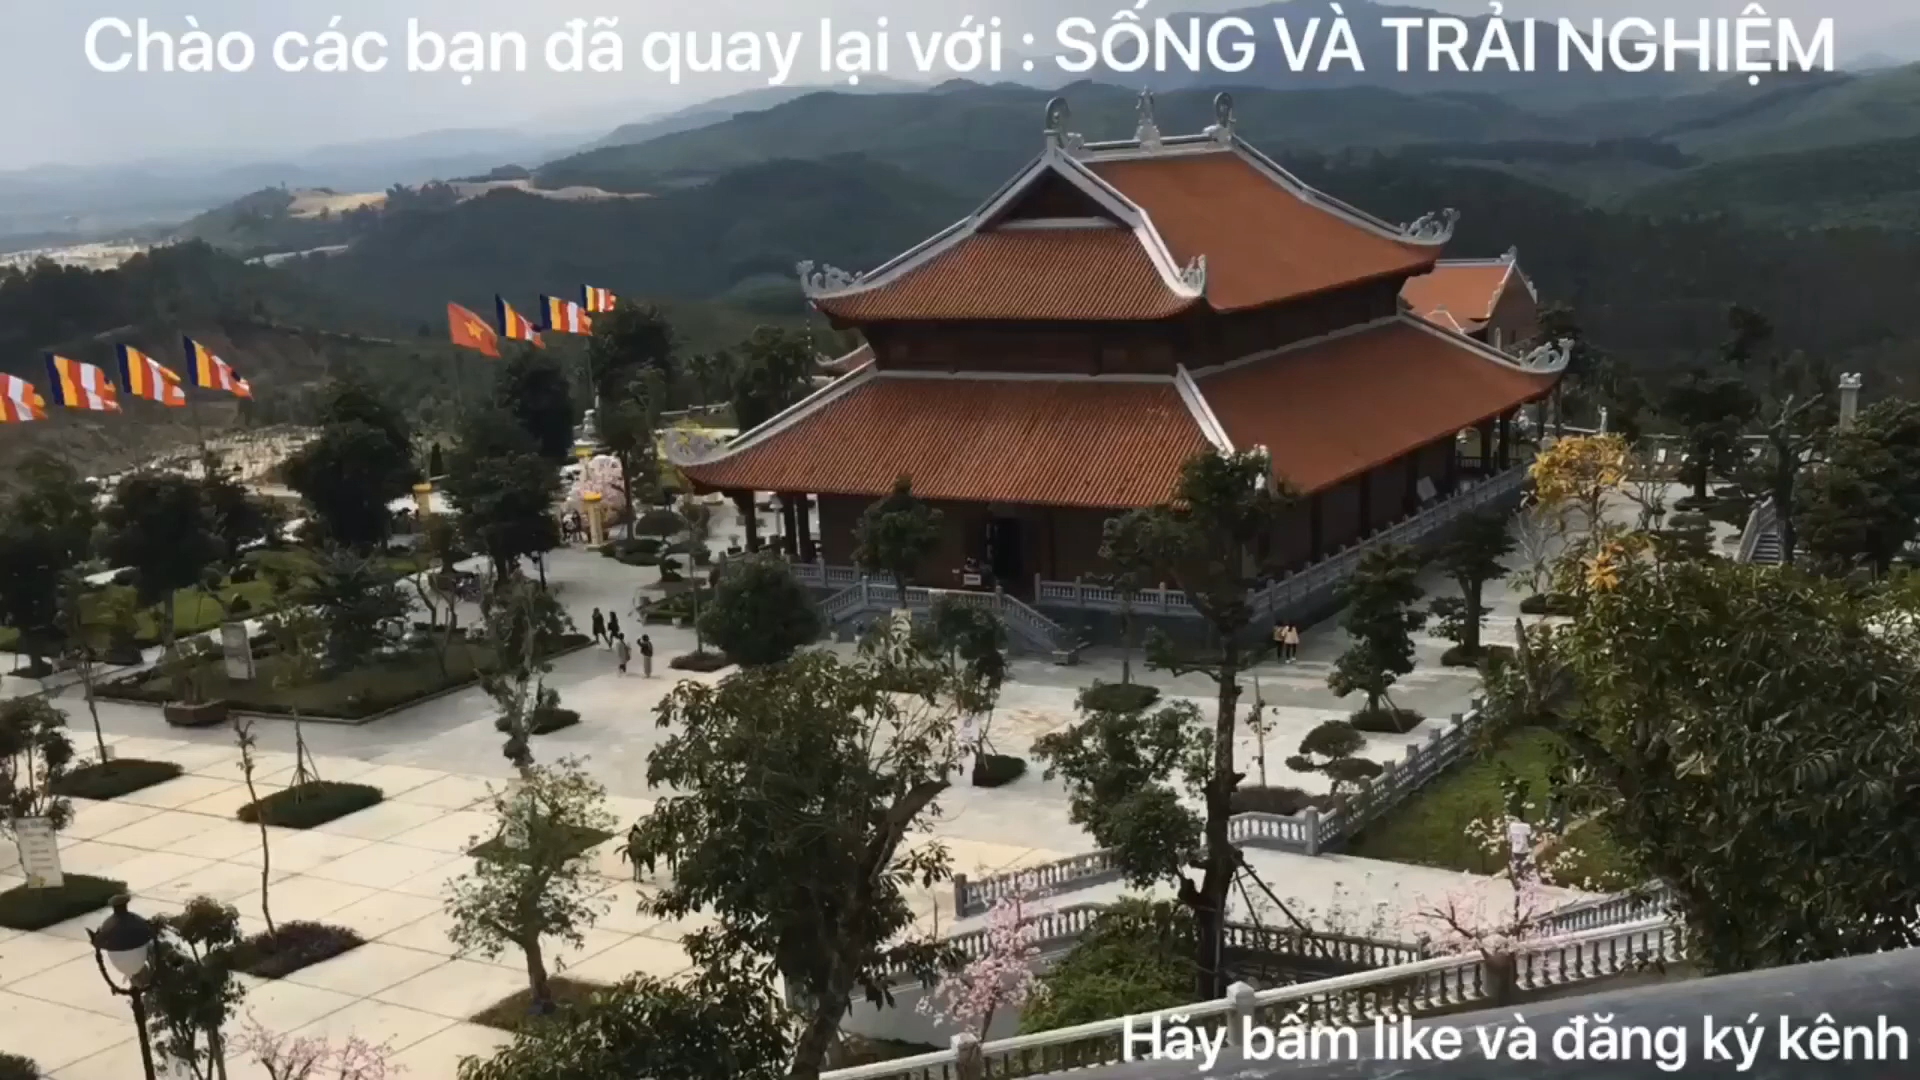 Chào các bạn đã quay lại với : SỐNG VÀ TRẢI NGHIỆM
Hãy bấm like và đăng ký kênh